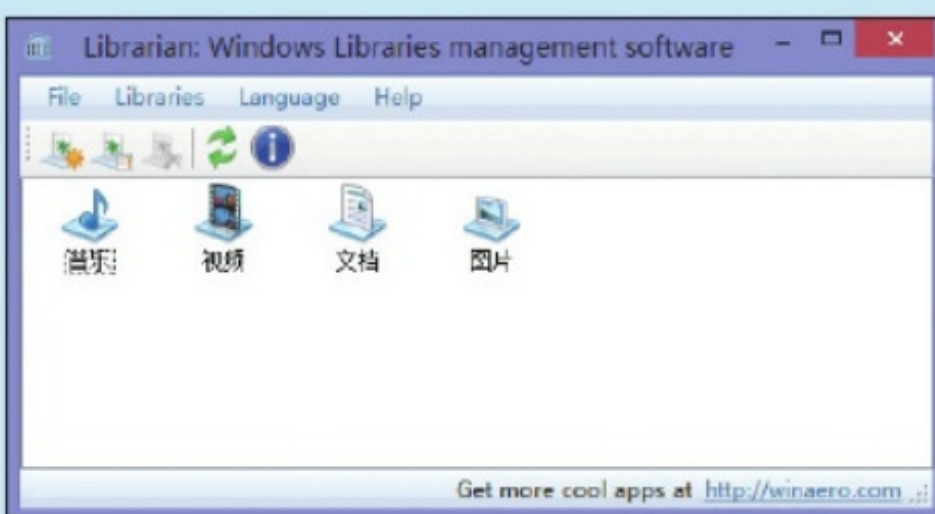 Librarian: Windows Libraries management software
File Libraries Language Help
音乐 视频 文档 图片
Get more cool apps at http://winaero.com